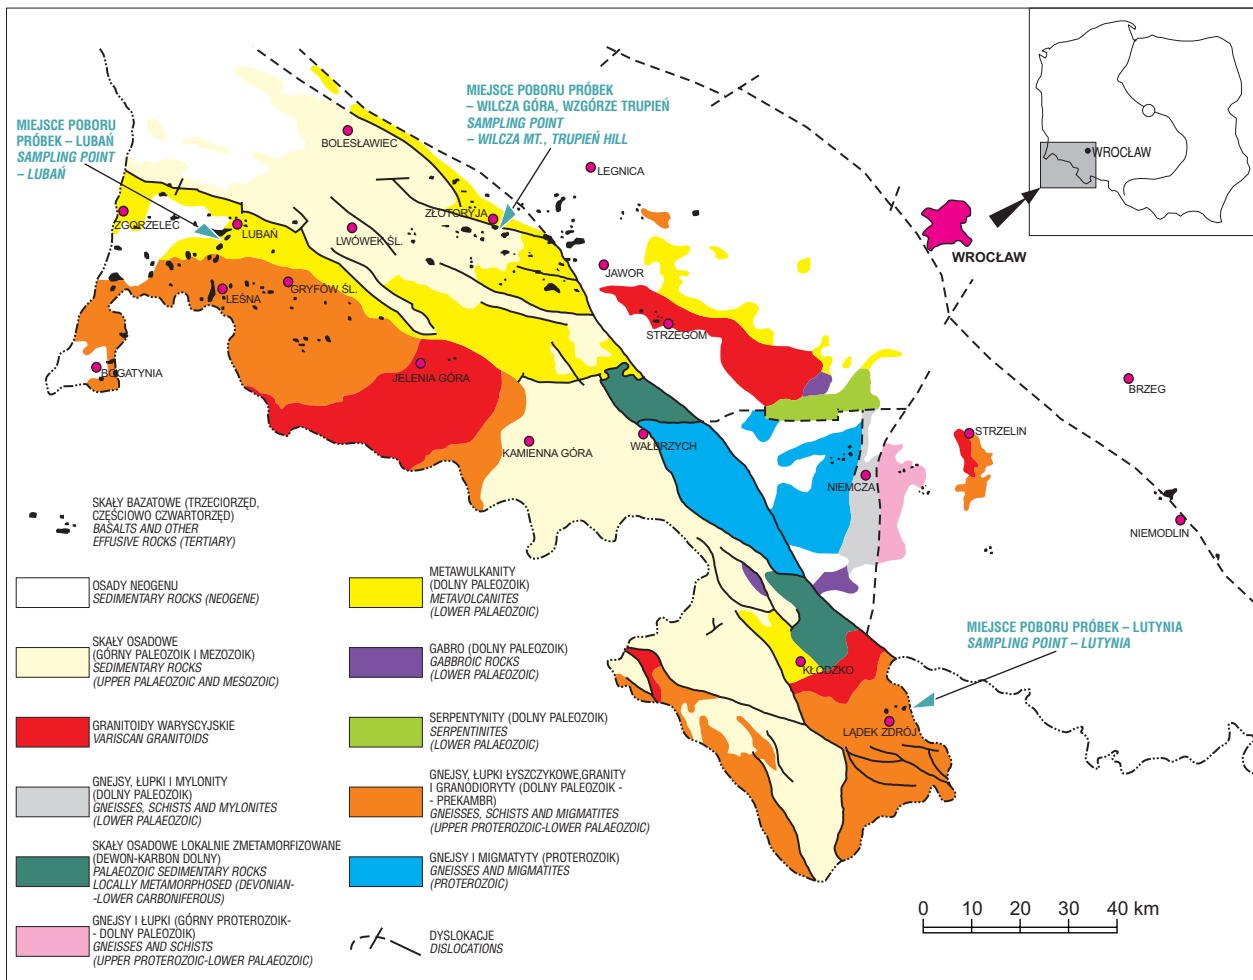 MIEJSCE POBORU PRÓBEK
– WILCZA GÓRA, WZGÓRZE TRUPIEŃ
SAMPLING POINT
– WILCZA MT., TRUPIEŃ HILL
MIEJSCE POBORU
PRÓBEK – LUBAŃ
SAMPLING POINT
– LUBAŃ
WROCŁAW
BOLESŁAWIEC
LEGNICA
ZGORZELEC
LUBAŃ
LWÓWEK ŚL.
ZŁOTORYJA
WROCŁAW
JAWOR
LEŚNA
GRYFÓW ŚL.
STRZEGOM
BOGATYNIA
JELENIA GÓRA
BRZEG
KAMIENNA GÓRA
WAŁBRZYCH
STRZELIN
NIEMCZA
NIEMODLIN
MIEJSCE POBORU PRÓBEK – LUTYNIA
SAMPLING POINT – LUTYNIA
KŁODZKO
LĄDEK ZDRÓJ
SKAŁY BAZATOWE (TRZECIORZĘD,
CZĘŚCIOWO CZWARTORZĘD)
BAŚALTS AND OTHER
EFFUSIVE ROCKS (TERTIARY)
OSADY NEOGENU
SEDIMENTARY ROCKS (NEOGENE)
SKAŁY OSADOWE
(GÓRNY PALEOZOIK I MEZOZOIK)
SEDIMENTARY ROCKS
(UPPER PALAEOZOIC AND MESOZOIC)
GRANITOIDY WARYSCYJSKIE
VARISCAN GRANITOIDS
GNEJSY, ŁUPKI I MYLONITY
(DOLNY PALEOZOIK)
GNEISSES, SCHISTS AND MYLONITES
(LOWER PALAEOZOIC)
SKAŁY OSADOWE LOKALNIE ZMETAMORFIZOWANE
(DEWON-KARBON DOLNY)
PALAEOZOIC SEDIMENTARY ROCKS
LOCALLY METAMORPHOSED (DEVONIAN-
-LOWER CARBONIFEROUS)
GNEJSY I ŁUPKI (GÓRNY PROTEROZOIK-
- DOLNY PALEOZOIK)
GNEISSES AND SCHISTS
(UPPER PROTEROZOIC-LOWER PALAEOZOIC)
METAWULKANITY
(DOLNY PALEOZOIK)
METAVOLCANITES
(LOWER PALAEOZOIC)
GABRO (DOLNY PALEOZOIK)
GABBROIC ROCKS
(LOWER PALAEOZOIC)
SERPENTYNITY (DOLNY PALEOZOIK)
SERPENTINITES
(LOWER PALAEOZOIC)
GNEJSY, ŁUPKI ŁYSZCZYKOWE,GRANITY
I GRANODIORYTY (DOLNY PALEOZOIK -
- PREKAMBR)
GNEISSES, SCHISTS AND MIGMATITES
(UPPER PROTEROZOIC-LOWER PALAEOZOIC)
GNEJSY I MIGMATYTY (PROTEROZOIK)
GNEISSES AND MIGMATITES
(PROTEROZOIC)
DYSLOKACJE
DISLOCATIONS
0 10 20 30 40 km